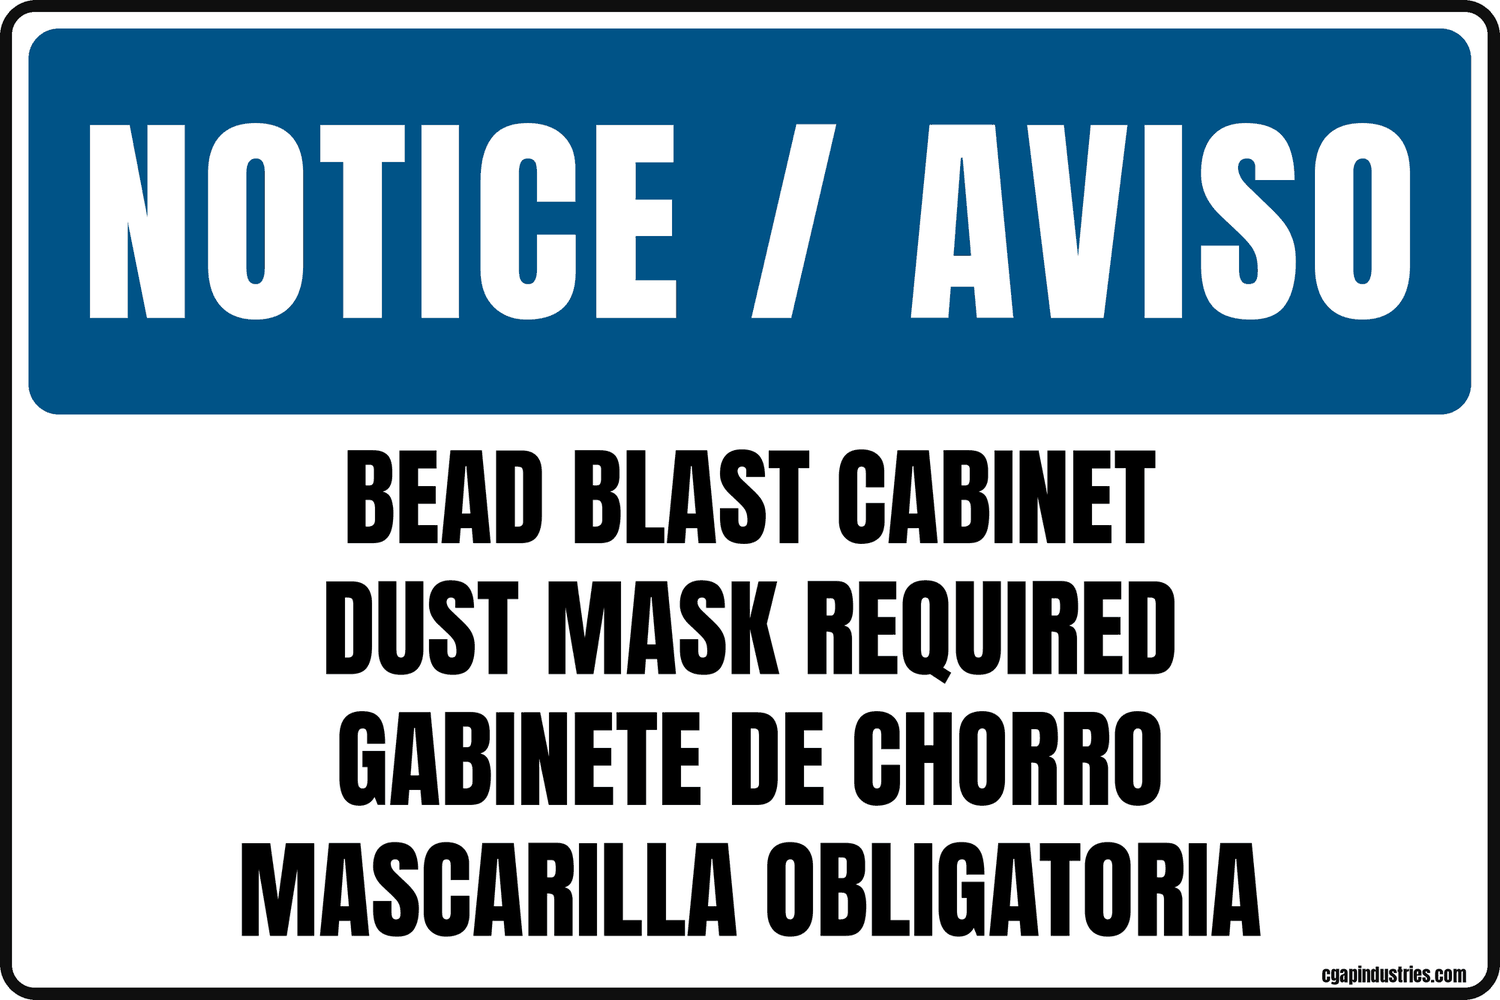 NOTICE / AVISO
BEAD BLAST CABINET
DUST MASK REQUIRED
GABINETE DE CHORRO
MASCARILLA OBLIGATORIA
cgapindustries.com